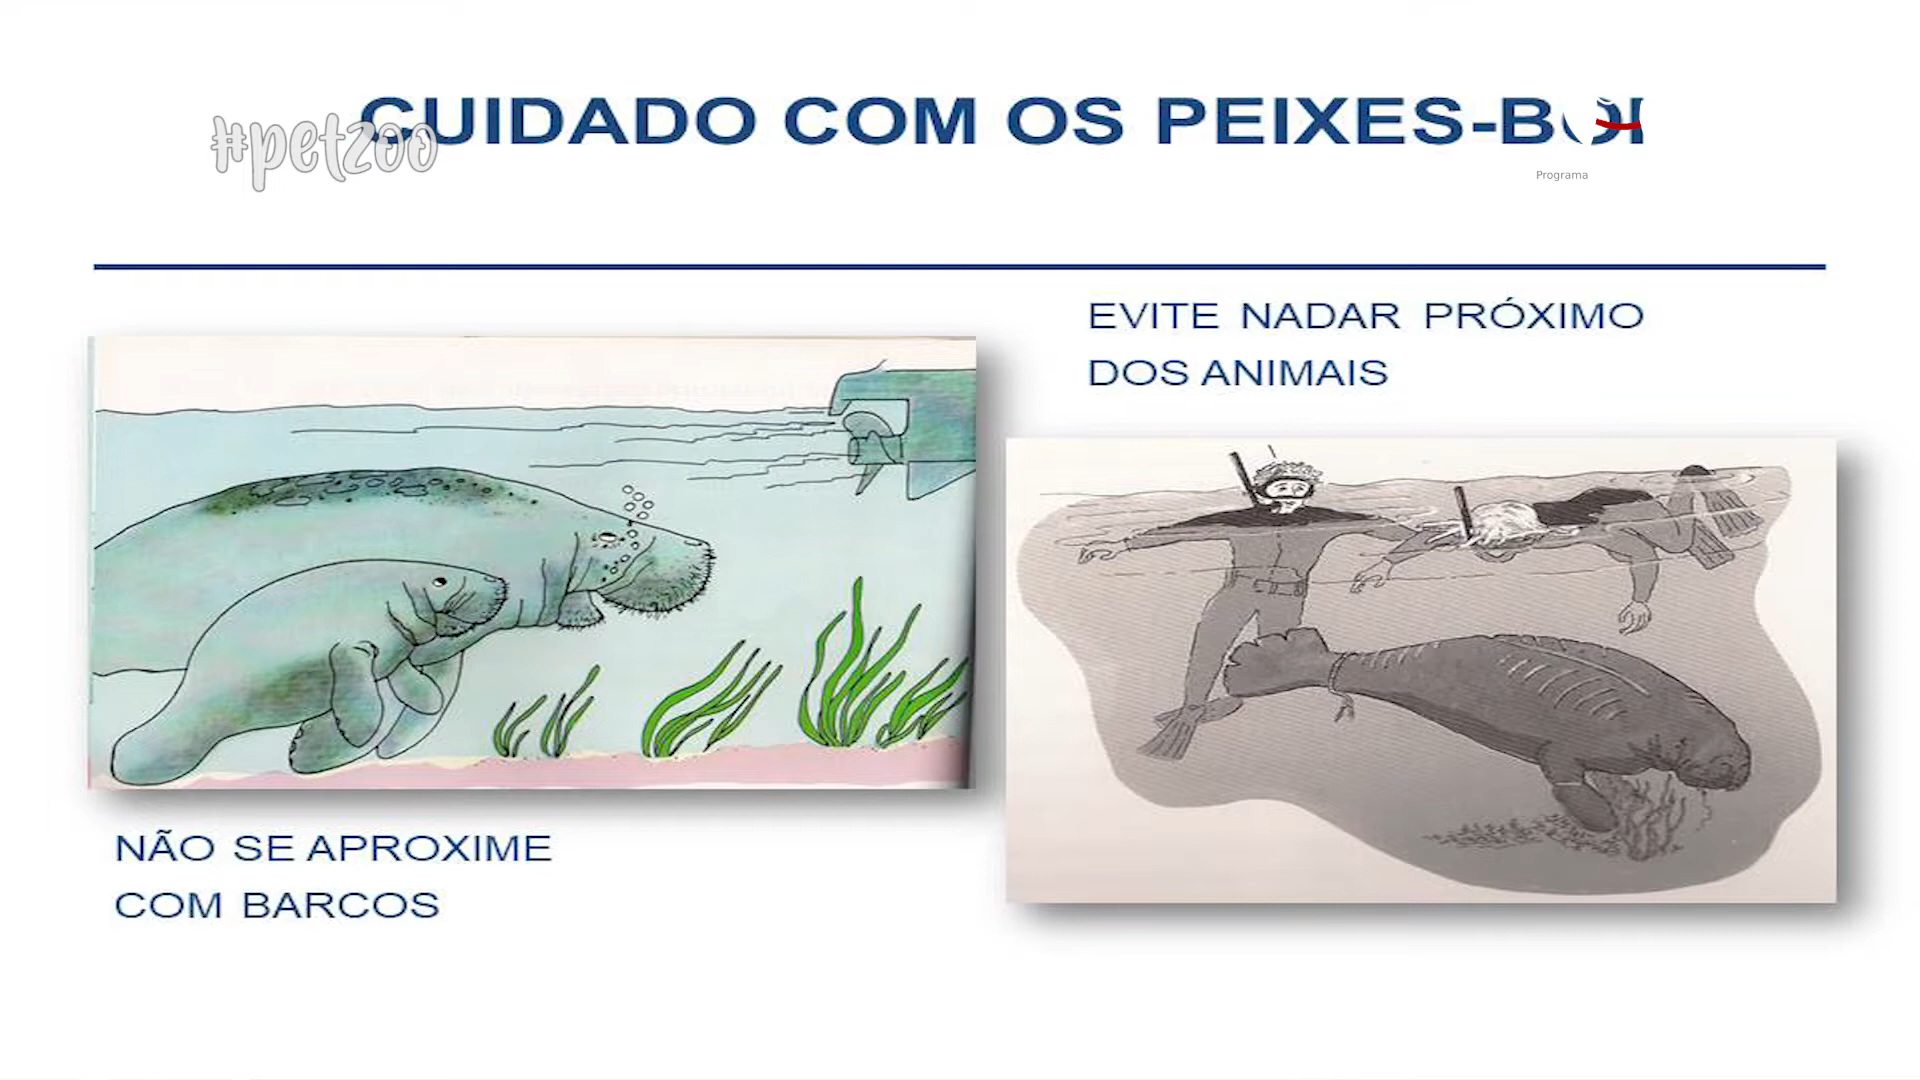 CUIDADO COM OS PEIXES-BOI
#petzoo
Programa
EVITE NADAR PRÓXIMO
DOS ANIMAIS
NÃO SE APROXIME
COM BARCOS